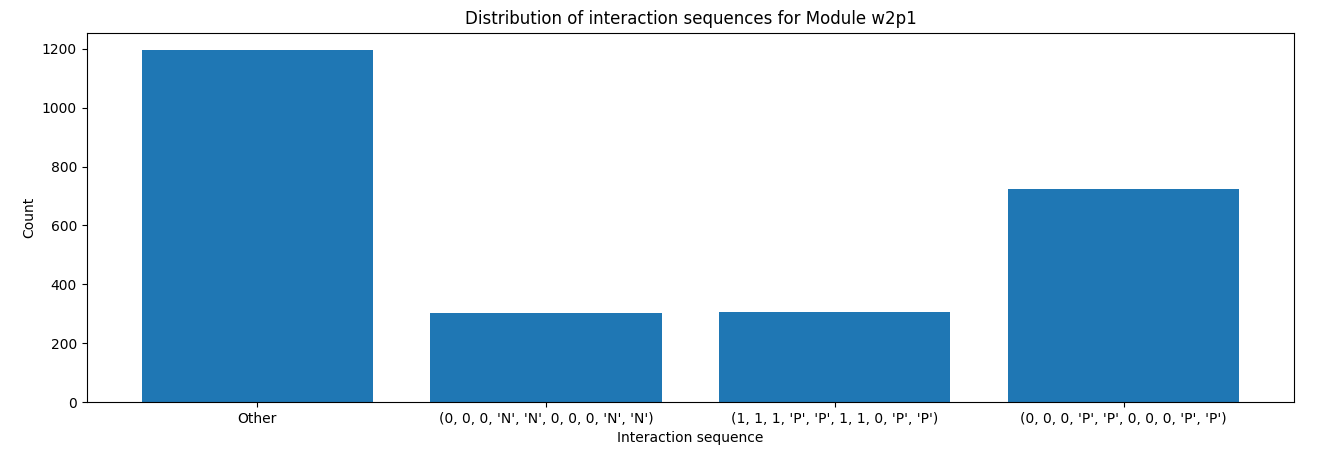 Distribution of interaction sequences for Module w2p1
1200
1000
800
600
400
200
0
Count
Other
(0, 0, 0, 'N', 'N', 0, 0, 0, 'N', 'N')
(1, 1, 1, 'P', 'P', 1, 1, 0, 'P', 'P')
(0, 0, 0, 'P', 'P', 0, 0, 0, 'P', 'P')
Interaction sequence